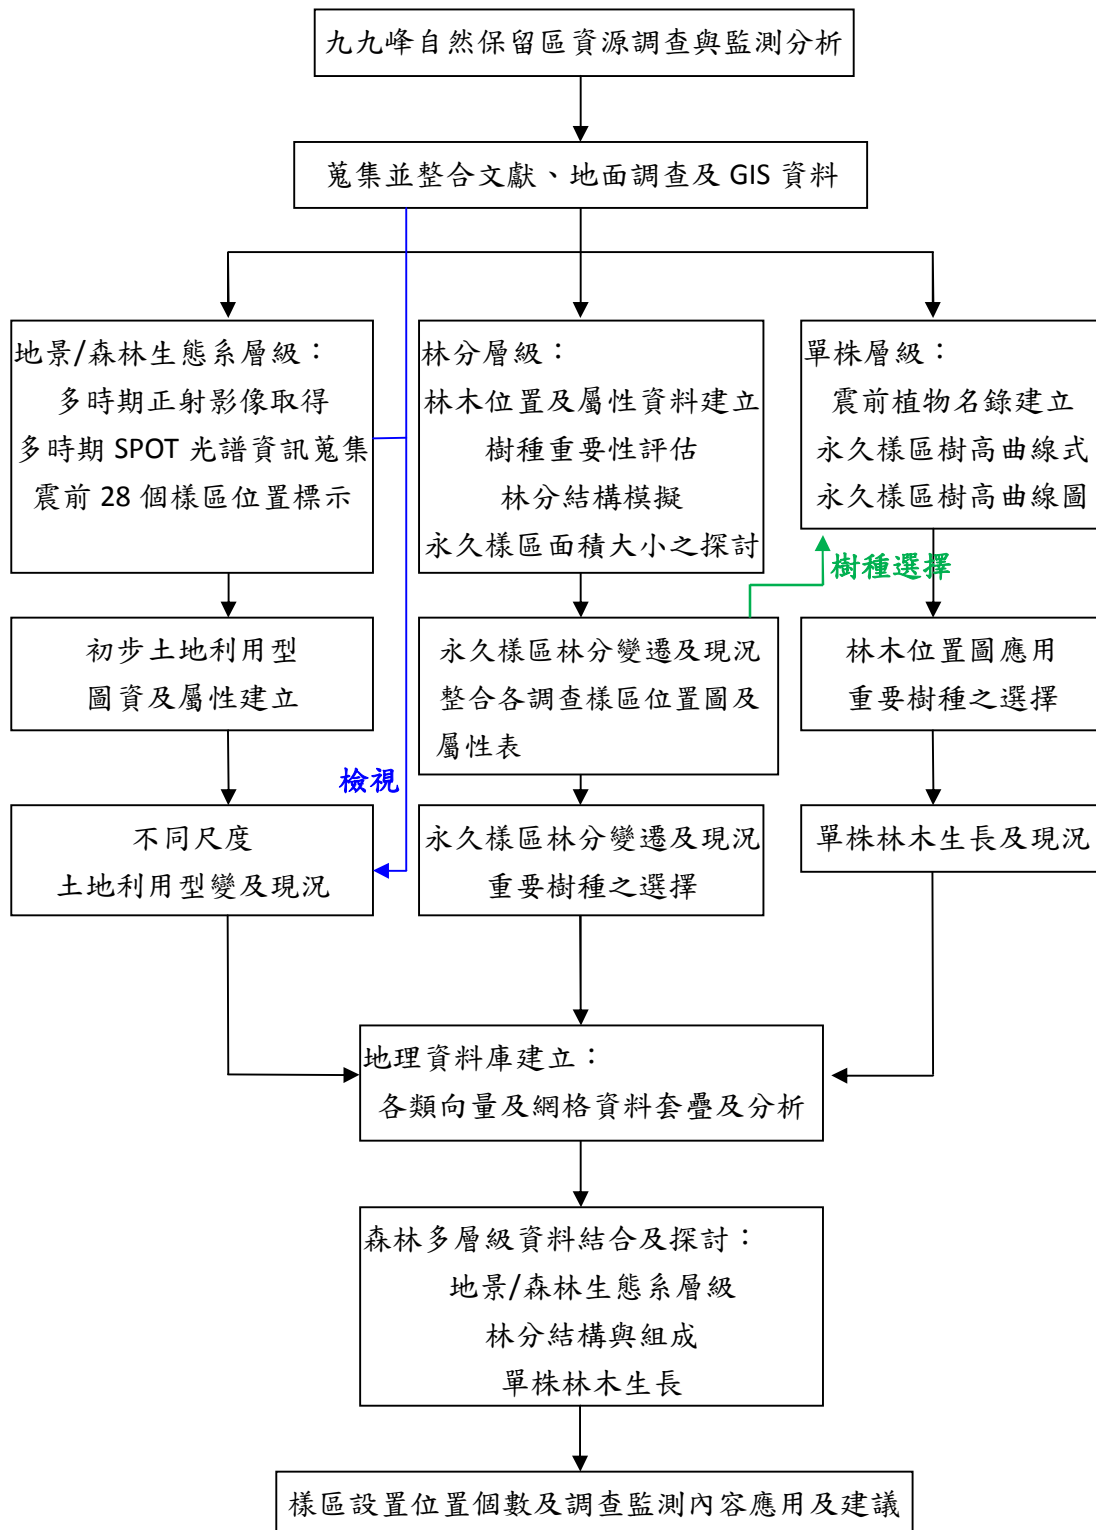 九九峰自然保留區資源調查與監測分析
蒐集並整合文獻、地面調查及 GIS 資料
地景/森林生態系層級：
多時期正射影像取得
多時期 SPOT 光譜資訊蒐集
震前 28 個樣區位置標示
林分層級：
林木位置及屬性資料建立
樹種重要性評估
林分結構模擬
永久樣區面積大小之探討
單株層級：
震前植物名錄建立
永久樣區樹高曲線式
永久樣區樹高曲線圖
樹種選擇
初步土地利用型
圖資及屬性建立
永久樣區林分變遷及現況
整合各調查樣區位置圖及
屬性表
林木位置圖應用
重要樹種之選擇
檢視
不同尺度
土地利用型變及現況
永久樣區林分變遷及現況
重要樹種之選擇
單株林木生長及現況
地理資料庫建立：
各類向量及網格資料套疊及分析
森林多層級資料結合及探討：
地景/森林生態系層級
林分結構與組成
單株林木生長
樣區設置位置個數及調查監測內容應用及建議